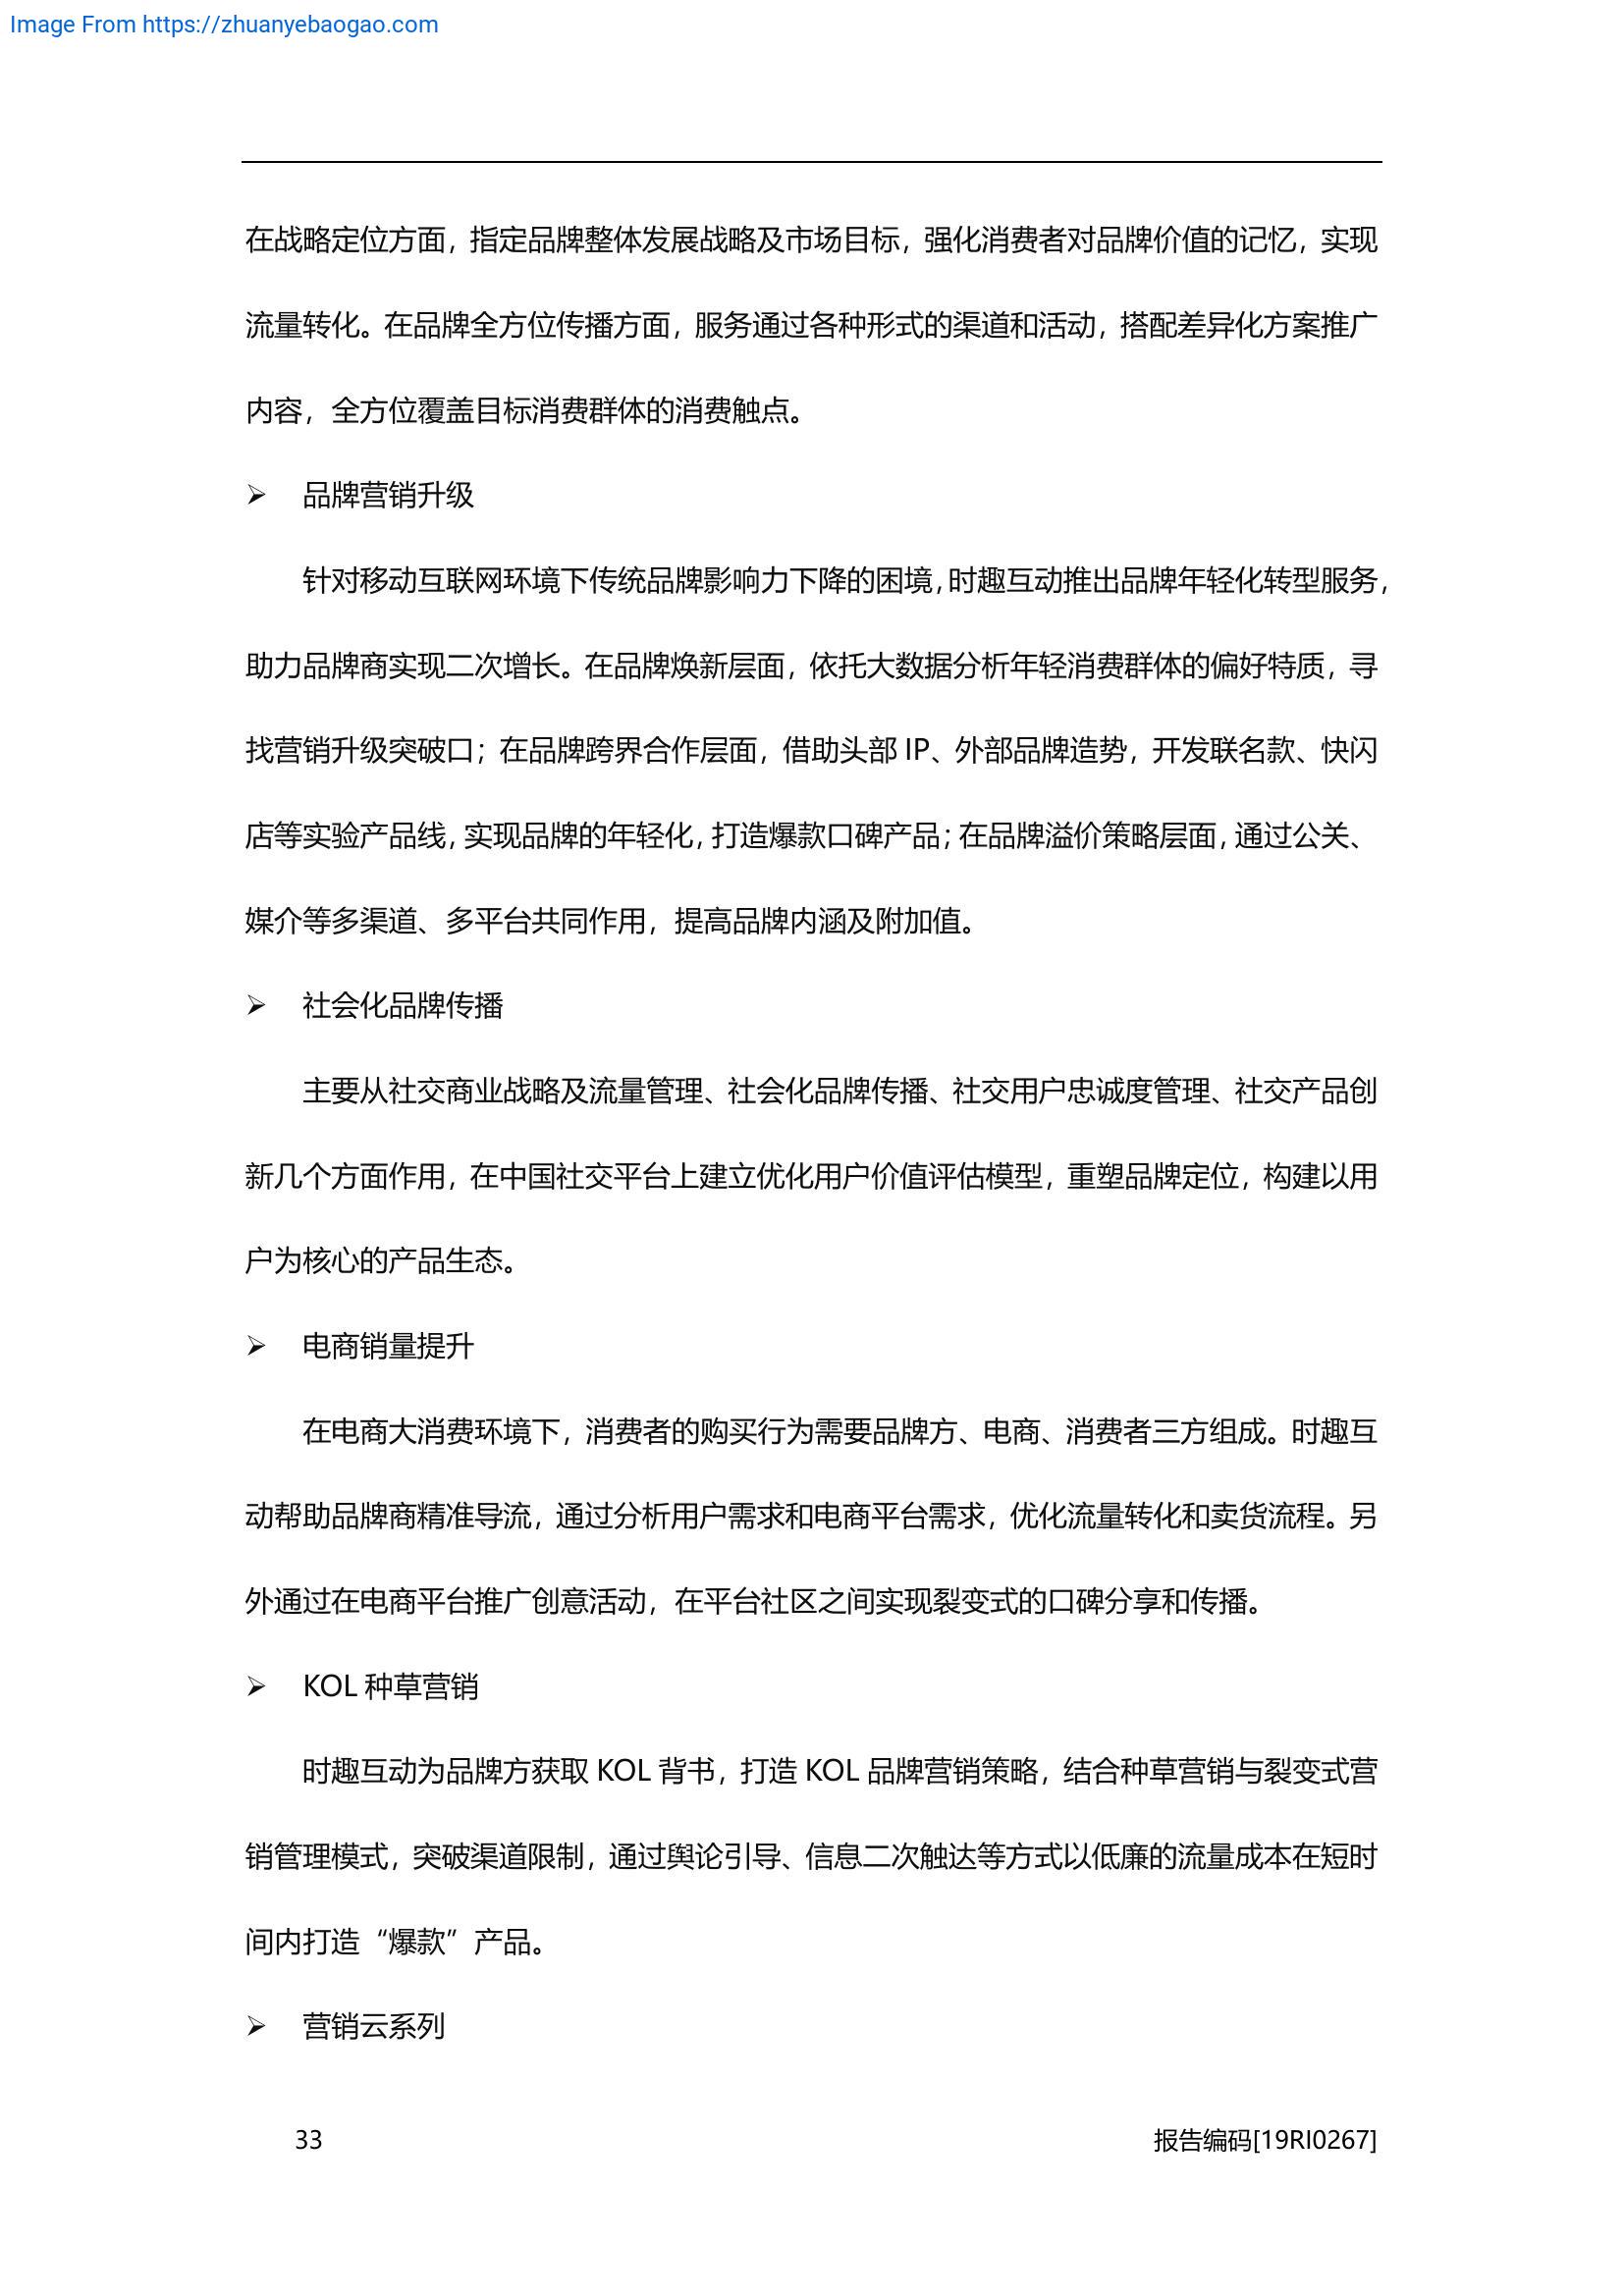 Image From https://zhuanyebaogao.com
在战略定位方面，指定品牌整体发展战略及市场目标，强化消费者对品牌价值的记忆，实现
流量转化。在品牌全方位传播方面，服务通过各种形式的渠道和活动，搭配差异化方案推广
内容，全方位覆盖目标消费群体的消费触点。
➢ 品牌营销升级
针对移动互联网环境下传统品牌影响力下降的困境，时趣互动推出品牌年轻化转型服务，
助力品牌商实现二次增长。在品牌焕新层面，依托大数据分析年轻消费群体的偏好特质，寻
找营销升级突破口；在品牌跨界合作层面，借助头部 IP、外部品牌造势，开发联名款、快闪
店等实验产品线，实现品牌的年轻化，打造爆款口碑产品；在品牌溢价策略层面，通过公关、
媒介等多渠道、多平台共同作用，提高品牌内涵及附加值。
➢ 社会化品牌传播
主要从社交商业战略及流量管理、社会化品牌传播、社交用户忠诚度管理、社交产品创
新几个方面作用，在中国社交平台上建立优化用户价值评估模型，重塑品牌定位，构建以用
户为核心的产品生态。
➢ 电商销量提升
在电商大消费环境下，消费者的购买行为需要品牌方、电商、消费者三方组成。时趣互
动帮助品牌商精准导流，通过分析用户需求和电商平台需求，优化流量转化和卖货流程。另
外通过在电商平台推广创意活动，在平台社区之间实现裂变式的口碑分享和传播。
➢ KOL 种草营销
时趣互动为品牌方获取 KOL 背书，打造 KOL 品牌营销策略，结合种草营销与裂变式营
销管理模式，突破渠道限制，通过舆论引导、信息二次触达等方式以低廉的流量成本在短时
间内打造“爆款”产品。
➢ 营销云系列
33 报告编码[19RI0267]